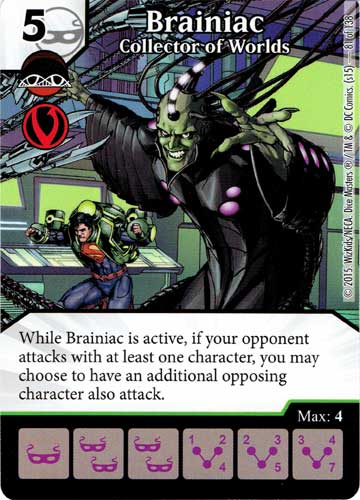 5
Brainiac
Collector of Worlds
© 2015 WizKids/NECA. Dice Masters ®/TM & © DC Comics. (s15) — 81 of 138
While Brainiac is active, if your opponent
attacks with at least one character, you may
choose to have an additional opposing
character also attack.
Max: 4
1 2 2 3 3 4
4 5 7